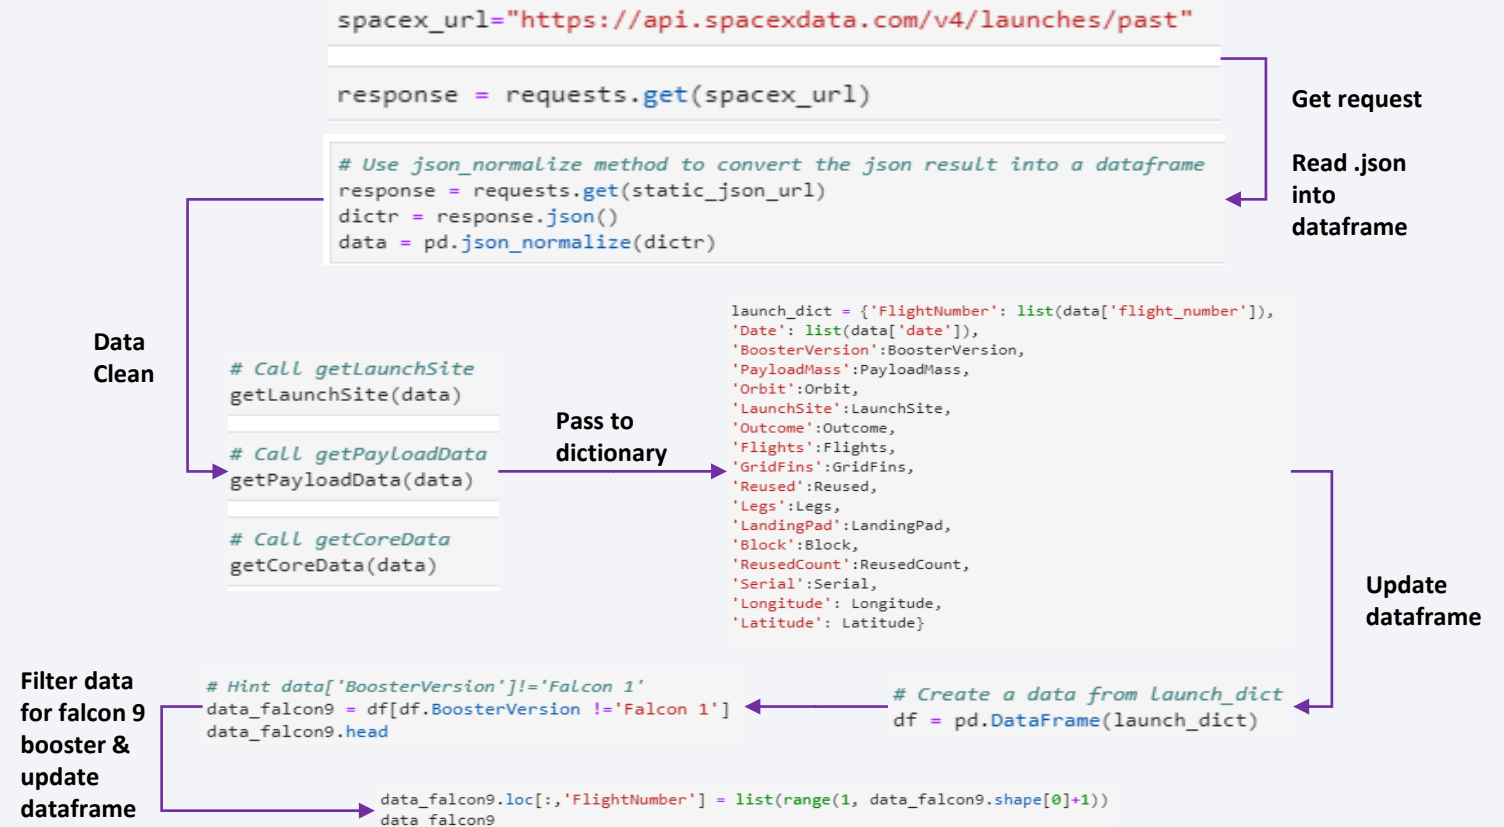 spacex_url="https://api.spacexdata.com/v4/launches/past"
response = requests.get(spacex_url)
Get request
# Use json_normalize method to convert the json result into a dataframe
response = requests.get(static_json_url)
dictr = response.json()
data = pd.json_normalize(dictr)
Read .json
into
dataframe
Data
Clean
# Call getLaunchSite
getLaunchSite(data)
# Call getPayloadData
getPayloadData(data)
# Call getCoreData
getCoreData(data)
Pass to
dictionary
launch_dict = {'FlightNumber': list(data['flight_number']),
'Date': list(data['date']),
'BoosterVersion':BoosterVersion,
'PayloadMass':PayloadMass,
'Orbit':Orbit,
'LaunchSite':LaunchSite,
'Outcome':Outcome,
'Flights':Flights,
'GridFins':GridFins,
'Reused':Reused,
'Legs':Legs,
'LandingPad':LandingPad,
'Block':Block,
'ReusedCount':ReusedCount,
'Serial':Serial,
'Longitude': Longitude,
'Latitude': Latitude}
Update
dataframe
# Create a data from launch_dict
df = pd.DataFrame(launch_dict)
# Hint data['BoosterVersion']!='Falcon 1'
data_falcon9 = df[df.BoosterVersion !='Falcon 1']
data_falcon9.head
Filter data
for falcon 9
booster &
update
dataframe
data_falcon9.loc[:,'FlightNumber'] = list(range(1, data_falcon9.shape[0]+1))
data_falcon9